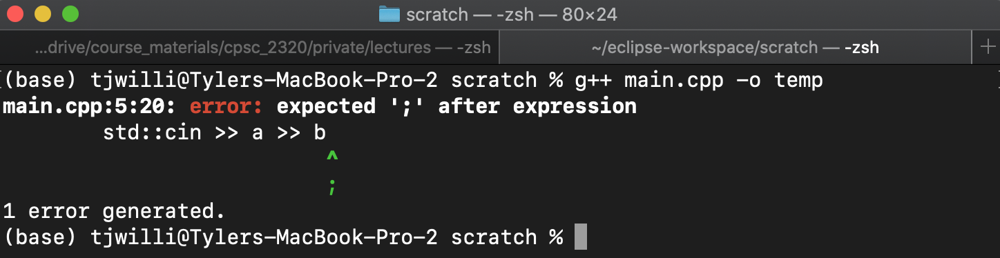 scratch — -zsh — 80×24
...drive/course_materials/cpsc_2320/private/lectures — -zsh
~/eclipse-workspace/scratch — -zsh
(base) tjwilli@Tylers-MacBook-Pro-2 scratch % g++ main.cpp -o temp
main.cpp:5:20: error: expected ';' after expression
        std::cin >> a >> b
                          ^
                          ;
1 error generated.
(base) tjwilli@Tylers-MacBook-Pro-2 scratch %